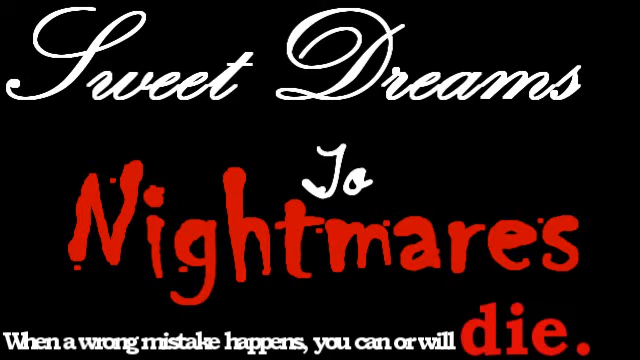 Sweet Dreams
To
Nightmares
When a wrong mistake happens, you can or will die.